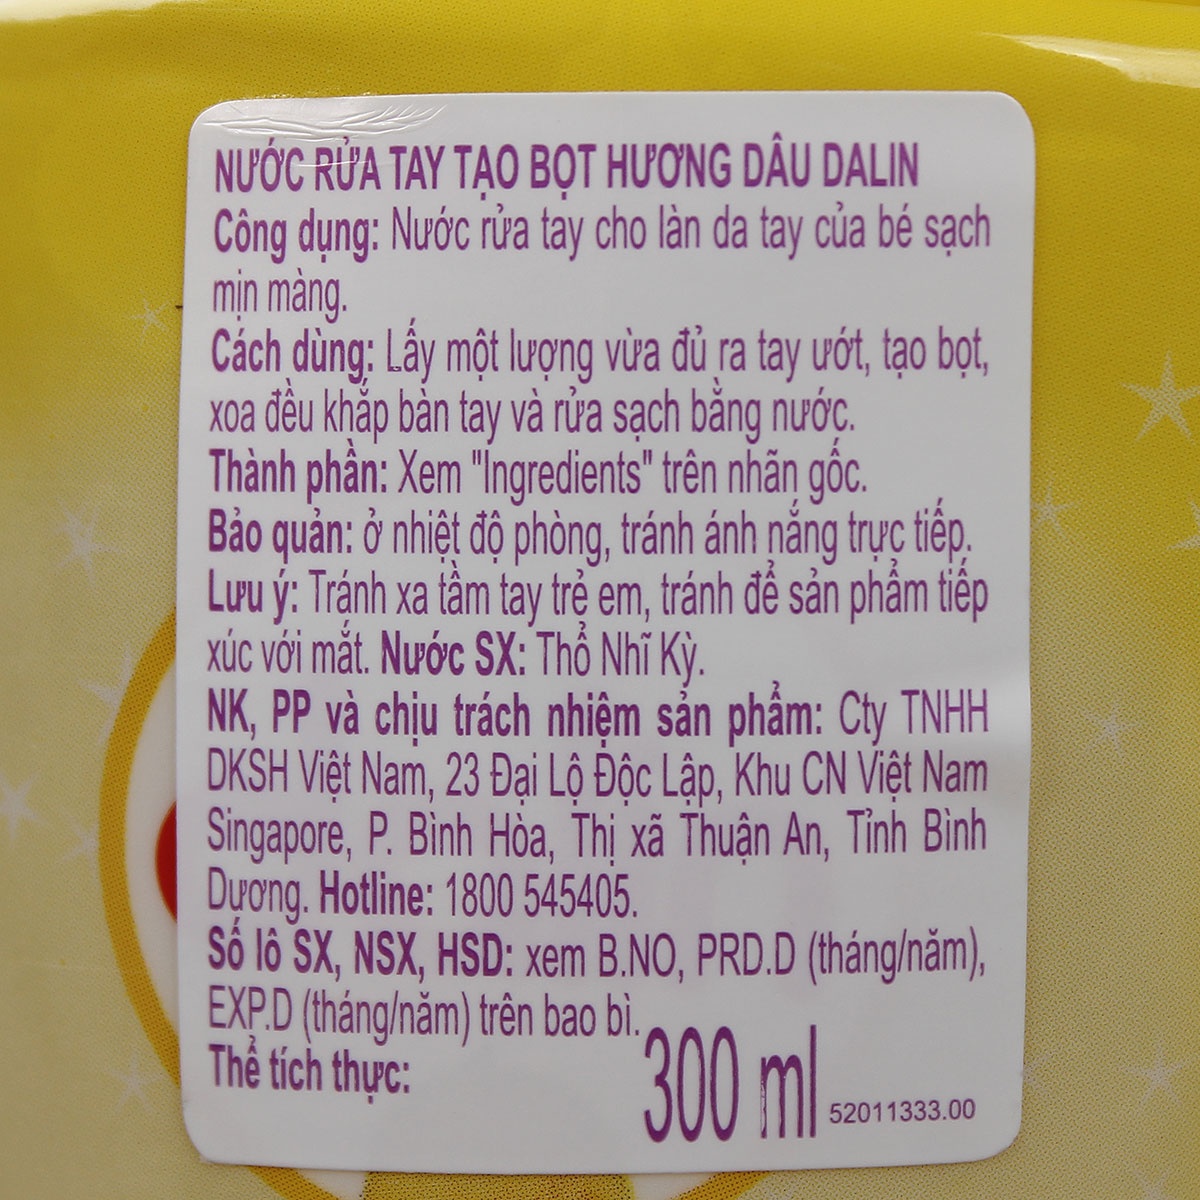 NƯỚC RỬA TAY TẠO BỌT HƯƠNG DÂU DALIN
Công dụng: Nước rửa tay cho làn da tay của bé sạch
mịn màng.
Cách dùng: Lấy một lượng vừa đủ ra tay ướt, tạo bọt,
xoa đều khắp bàn tay và rửa sạch bằng nước.
Thành phần: Xem "Ingredients" trên nhãn gốc.
Bảo quản: ở nhiệt độ phòng, tránh ánh nắng trực tiếp.
Lưu ý: Tránh xa tầm tay trẻ em, tránh để sản phẩm tiếp
xúc với mắt. Nước SX: Thổ Nhĩ Kỳ.
NK, PP và chịu trách nhiệm sản phẩm: Cty TNHH
DKSH Việt Nam, 23 Đại Lộ Độc Lập, Khu CN Việt Nam
Singapore, P. Bình Hòa, Thị xã Thuận An, Tỉnh Bình
Dương. Hotline: 1800 545405.
Số lô SX, NSX, HSD: xem B.NO, PRD.D (tháng/năm),
EXP.D (tháng/năm) trên bao bì.
Thể tích thực: 300 ml 52011333.00